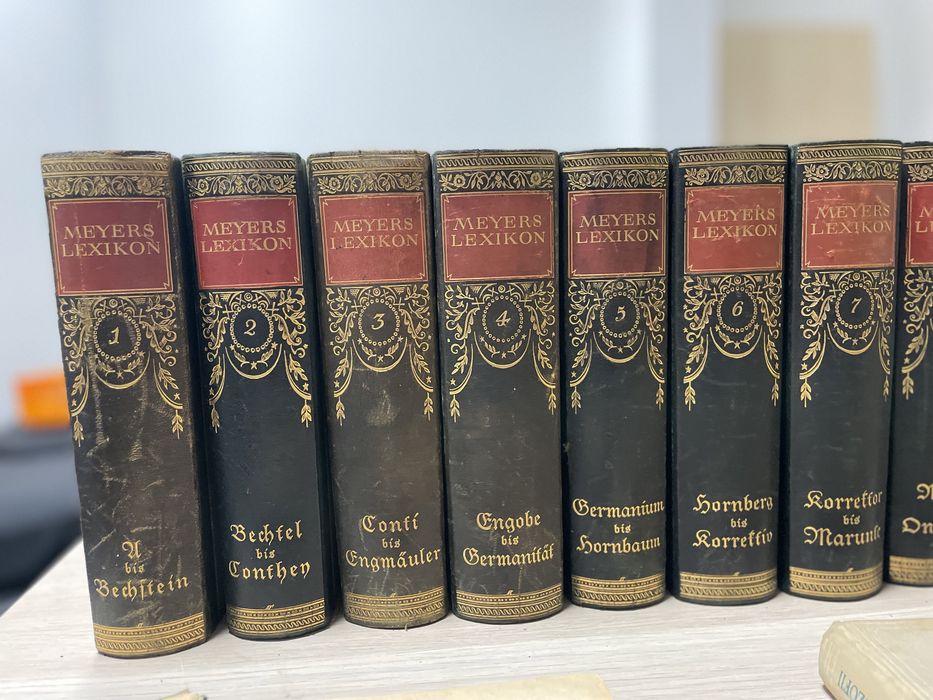 MEYERS
LEXIKON
1
A
bis
Bechstein
MEYERS
LEXIKON
2
Bechtel
bis
Conthey
MEYERS
LEXIKON
3
Conti
bis
Engmäuler
MEYERS
LEXIKON
4
Engobe
bis
Germanität
MEYERS
LEXIKON
5
Germanium
bis
Hornbaum
MEYERS
LEXIKON
6
Hornberg
bis
Korrektiv
MEYERS
LEXIKON
7
Korrektor
bis
Marunke